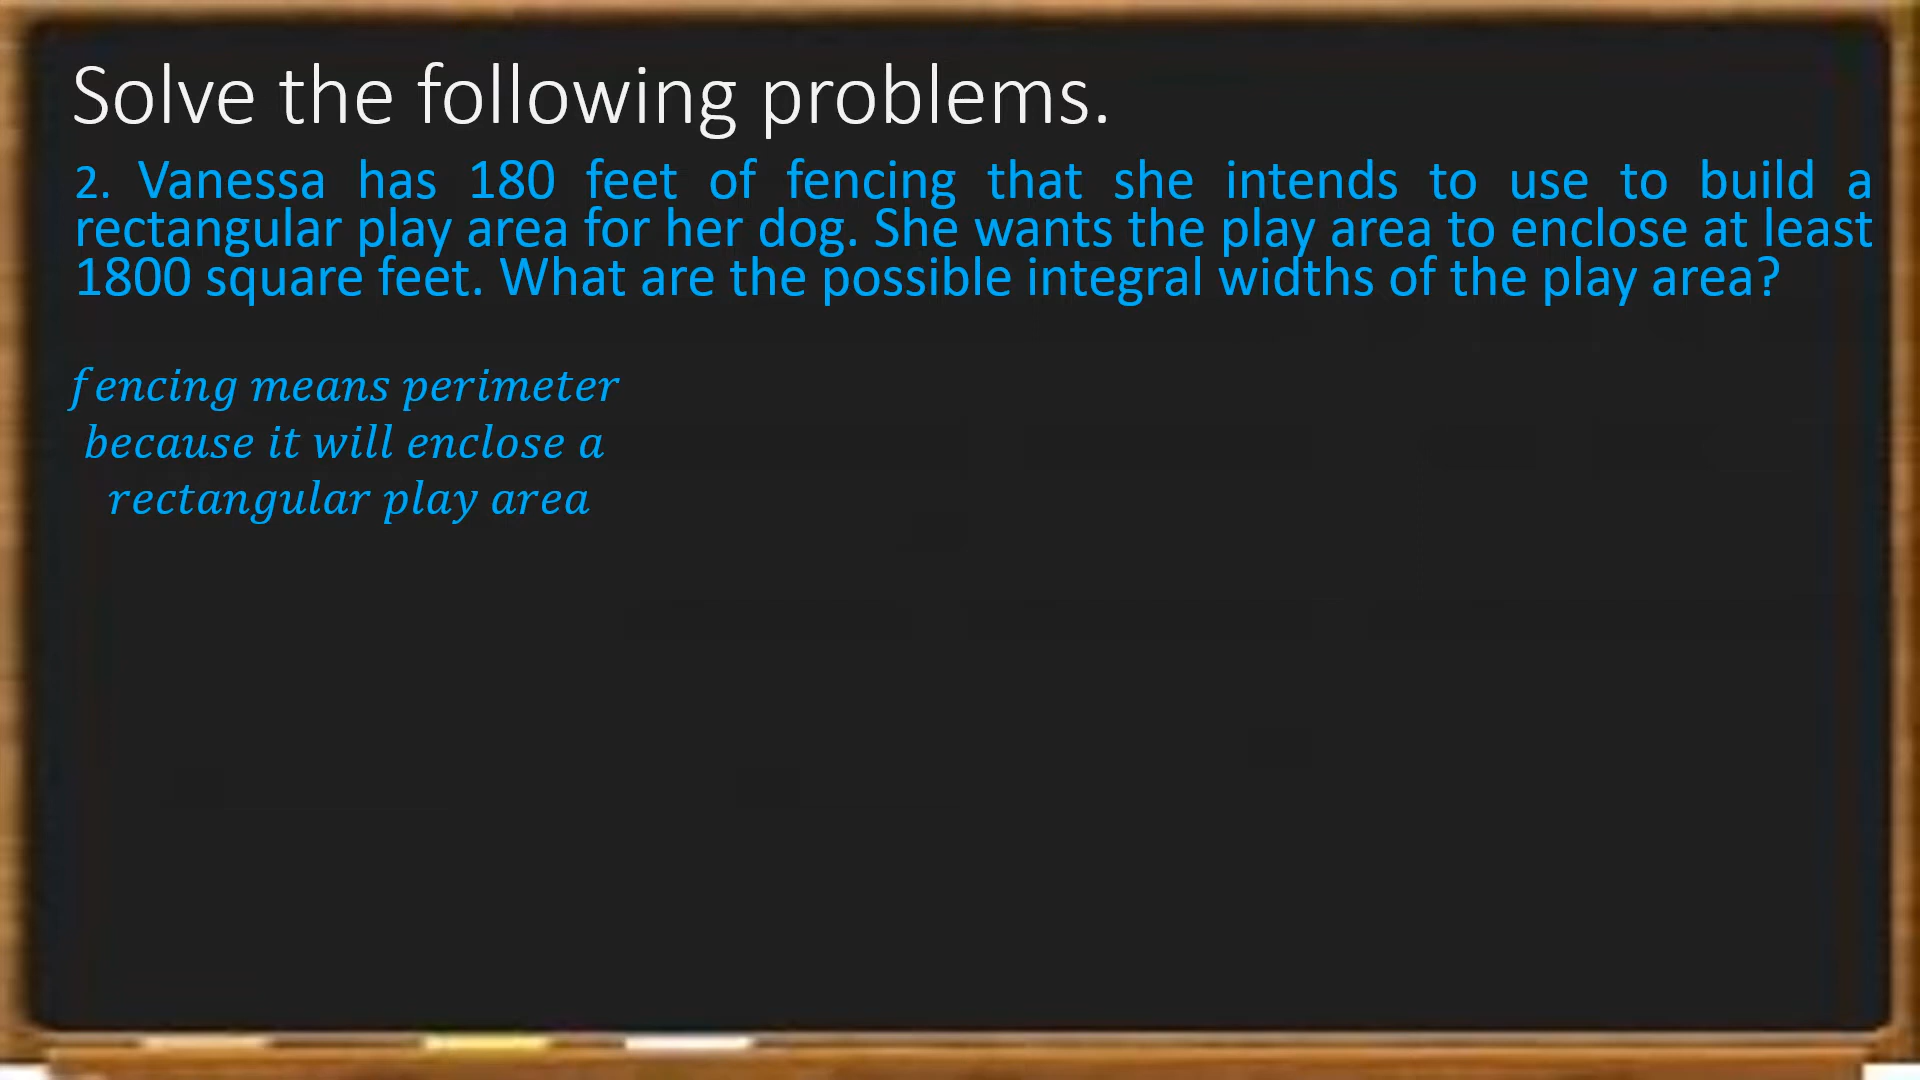 Solve the following problems.
2. Vanessa has 180 feet of fencing that she intends to use to build a
rectangular play area for her dog. She wants the play area to enclose at least
1800 square feet. What are the possible integral widths of the play area?
fencing means perimeter
because it will enclose a
rectangular play area